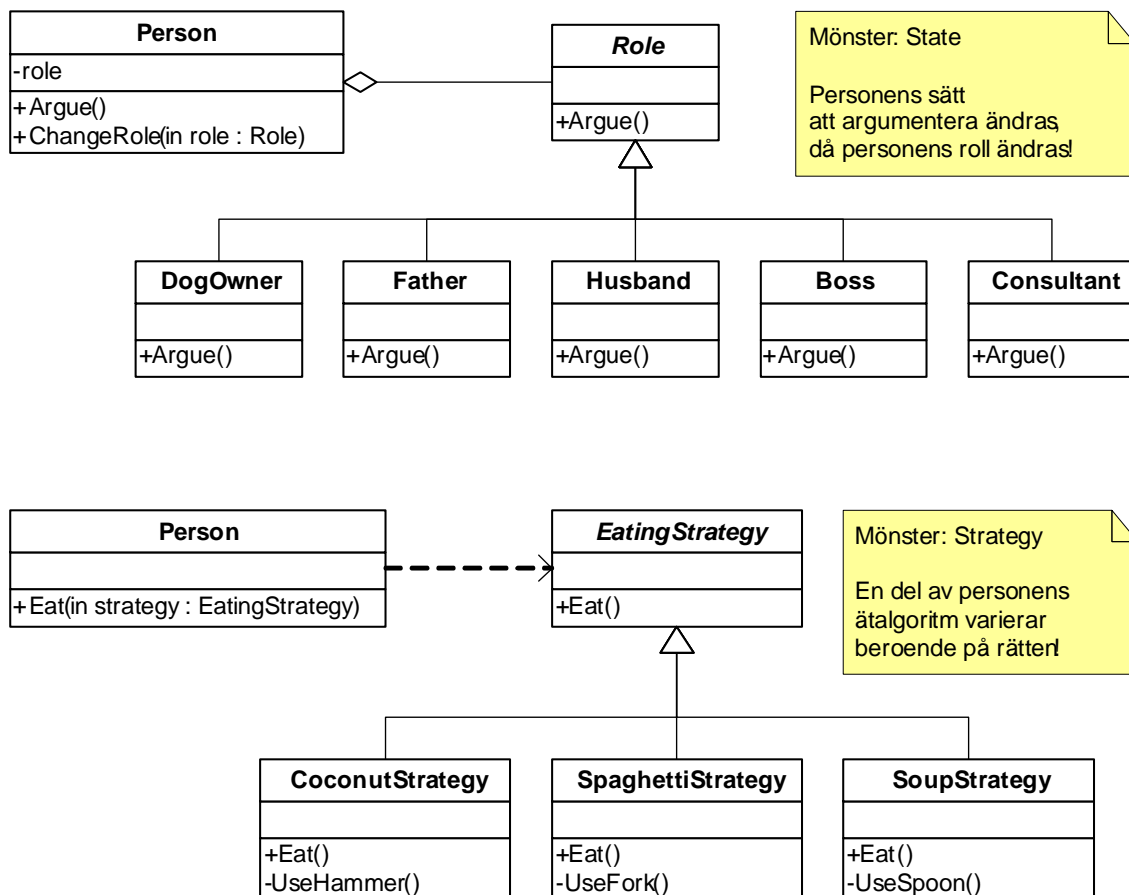 Person
-role
+Argue()
+ChangeRole(in role : Role)
Role
+Argue()
Mönster: State
Personens sätt
att argumentera ändras,
då personens roll ändras!
DogOwner
+Argue()
Father
+Argue()
Husband
+Argue()
Boss
+Argue()
Consultant
+Argue()
Person
+Eat(in strategy : EatingStrategy)
EatingStrategy
+Eat()
Mönster: Strategy
En del av personens
ätalgoritm varierar
beroende på rätten!
CoconutStrategy
+Eat()
-UseHammer()
SpaghettiStrategy
+Eat()
-UseFork()
SoupStrategy
+Eat()
-UseSpoon()